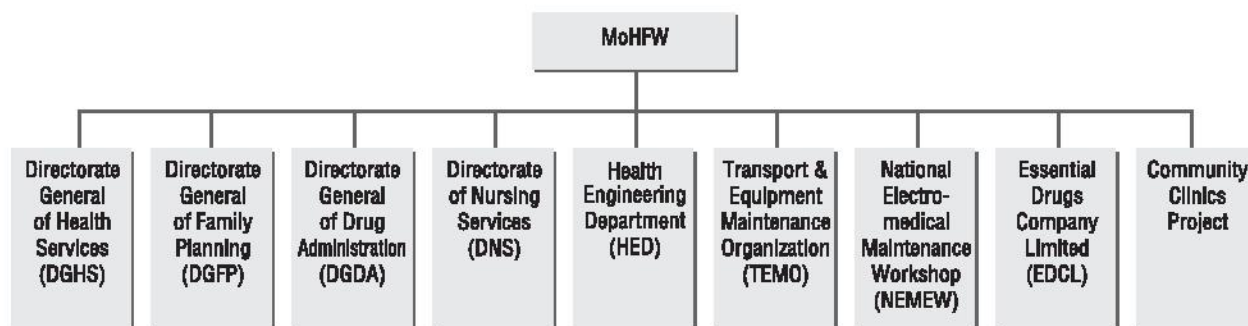 MoHFW
Directorate
General
of Health
Services
(DGHS)
Directorate
General
of Family
Planning
(DGFP)
Directorate
General
of Drug
Administration
(DGDA)
Directorate
of Nursing
Services
(DNS)
Health
Engineering
Department
(HED)
Transport &
Equipment
Maintenance
Organization
(TEMO)
National
Electro-
medical
Maintenance
Workshop
(NEMEW)
Essential
Drugs
Company
Limited
(EDCL)
Community
Clinics
Project